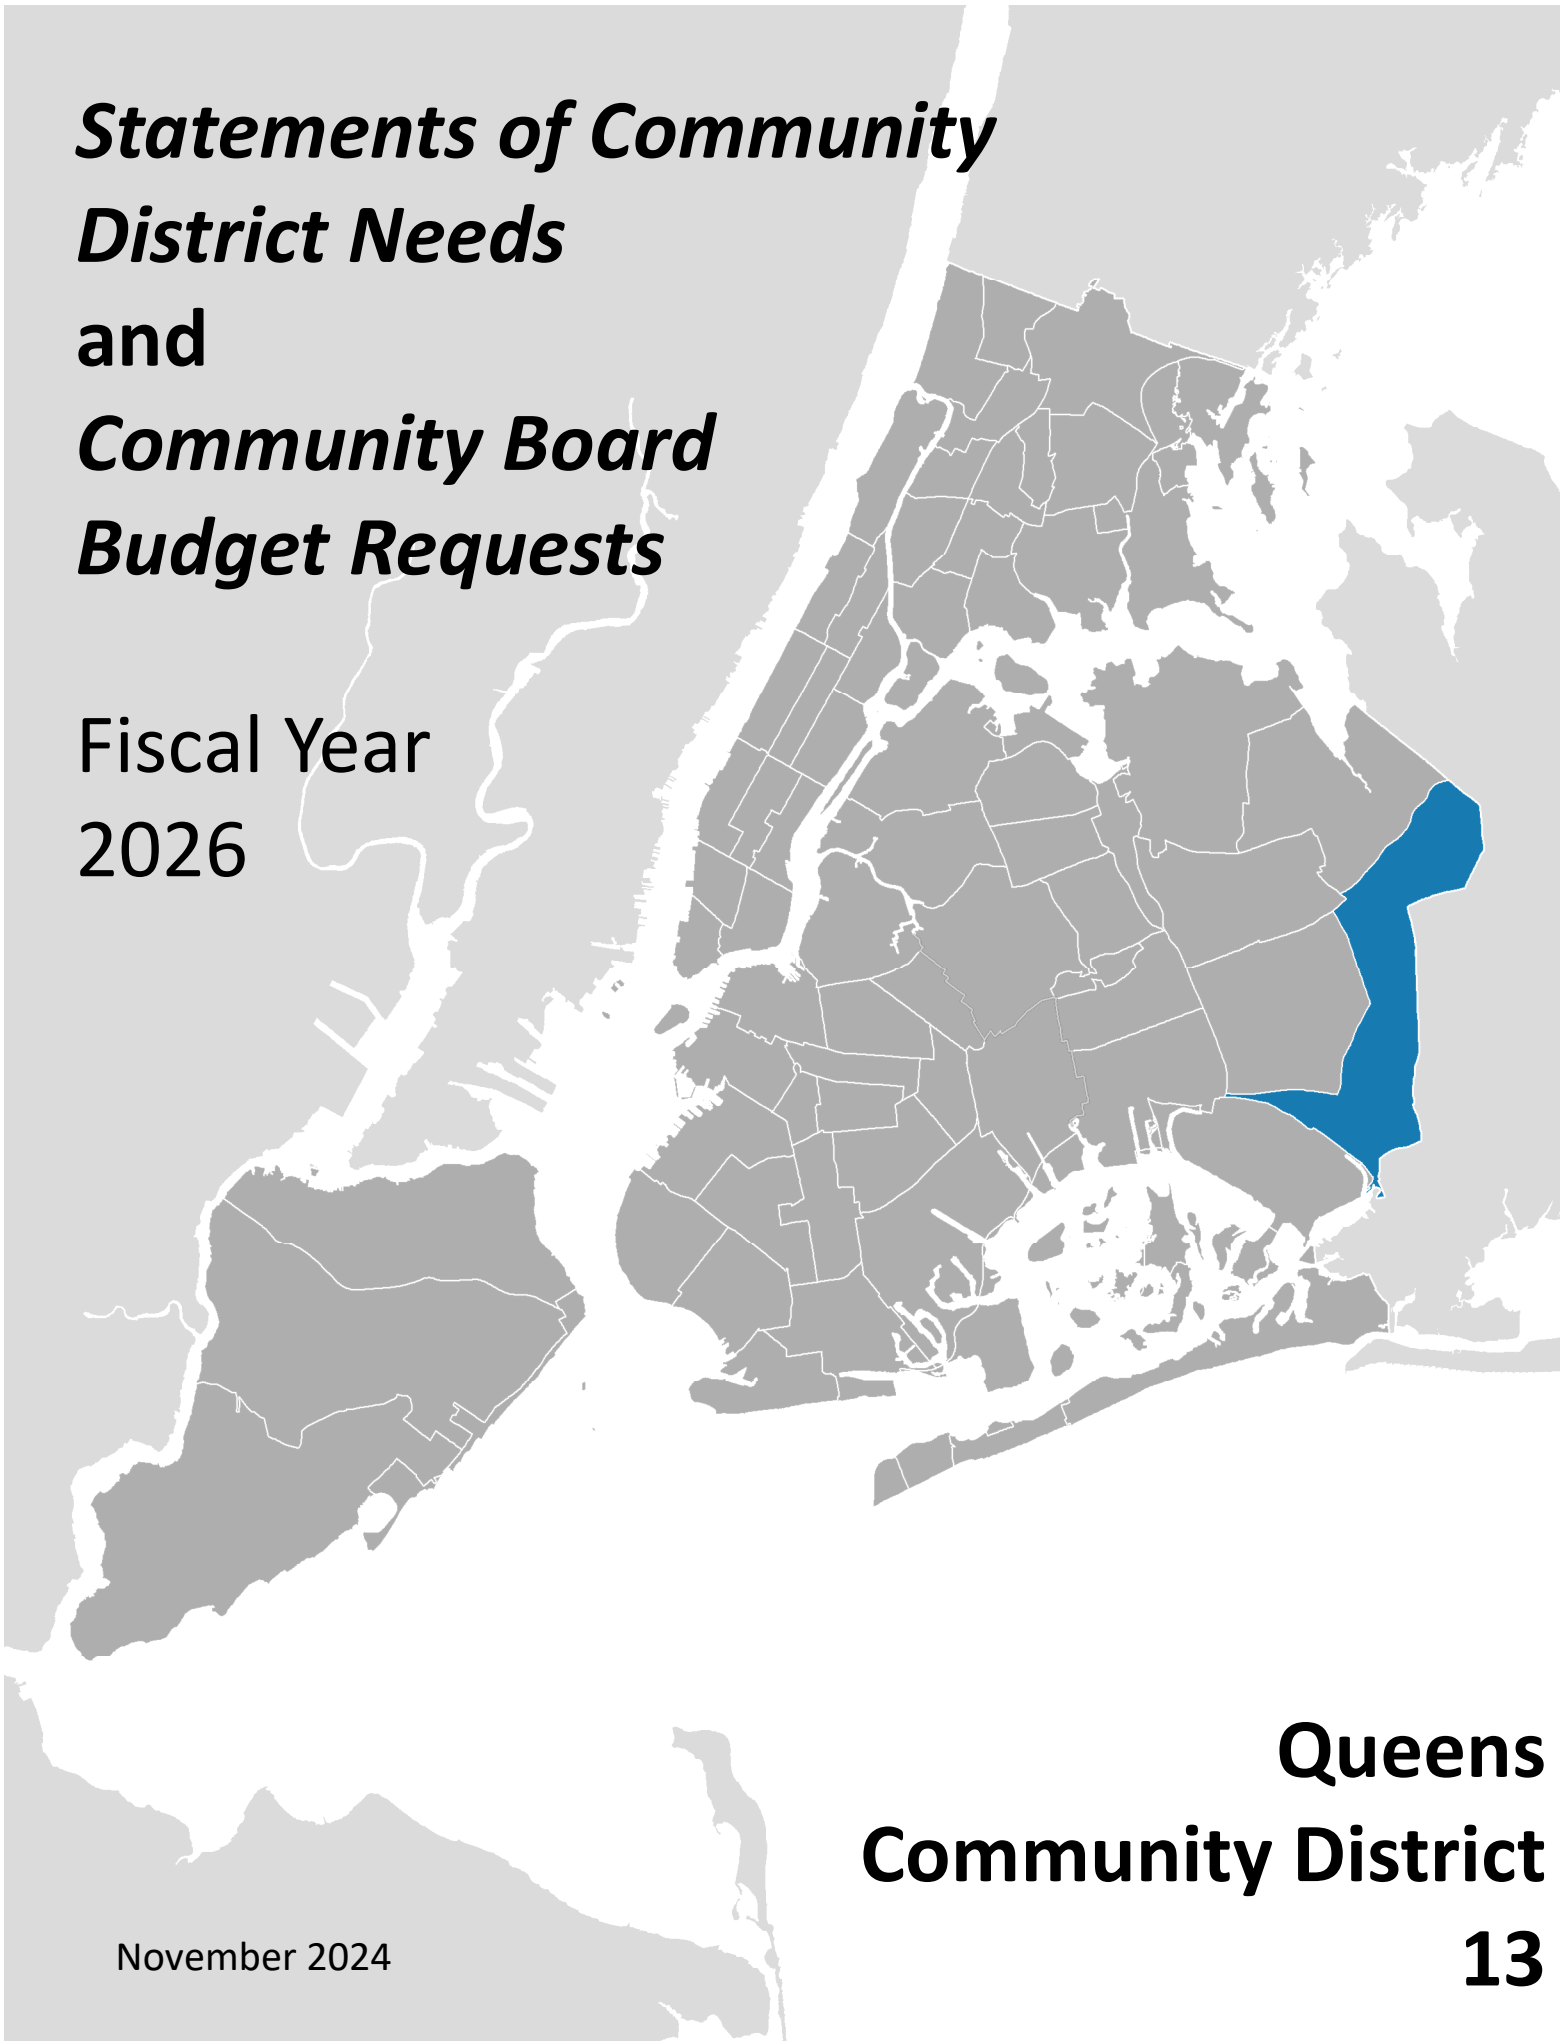 Statements of Community
District Needs
and
Community Board
Budget Requests
Fiscal Year
2026
Queens
Community District
13
November 2024